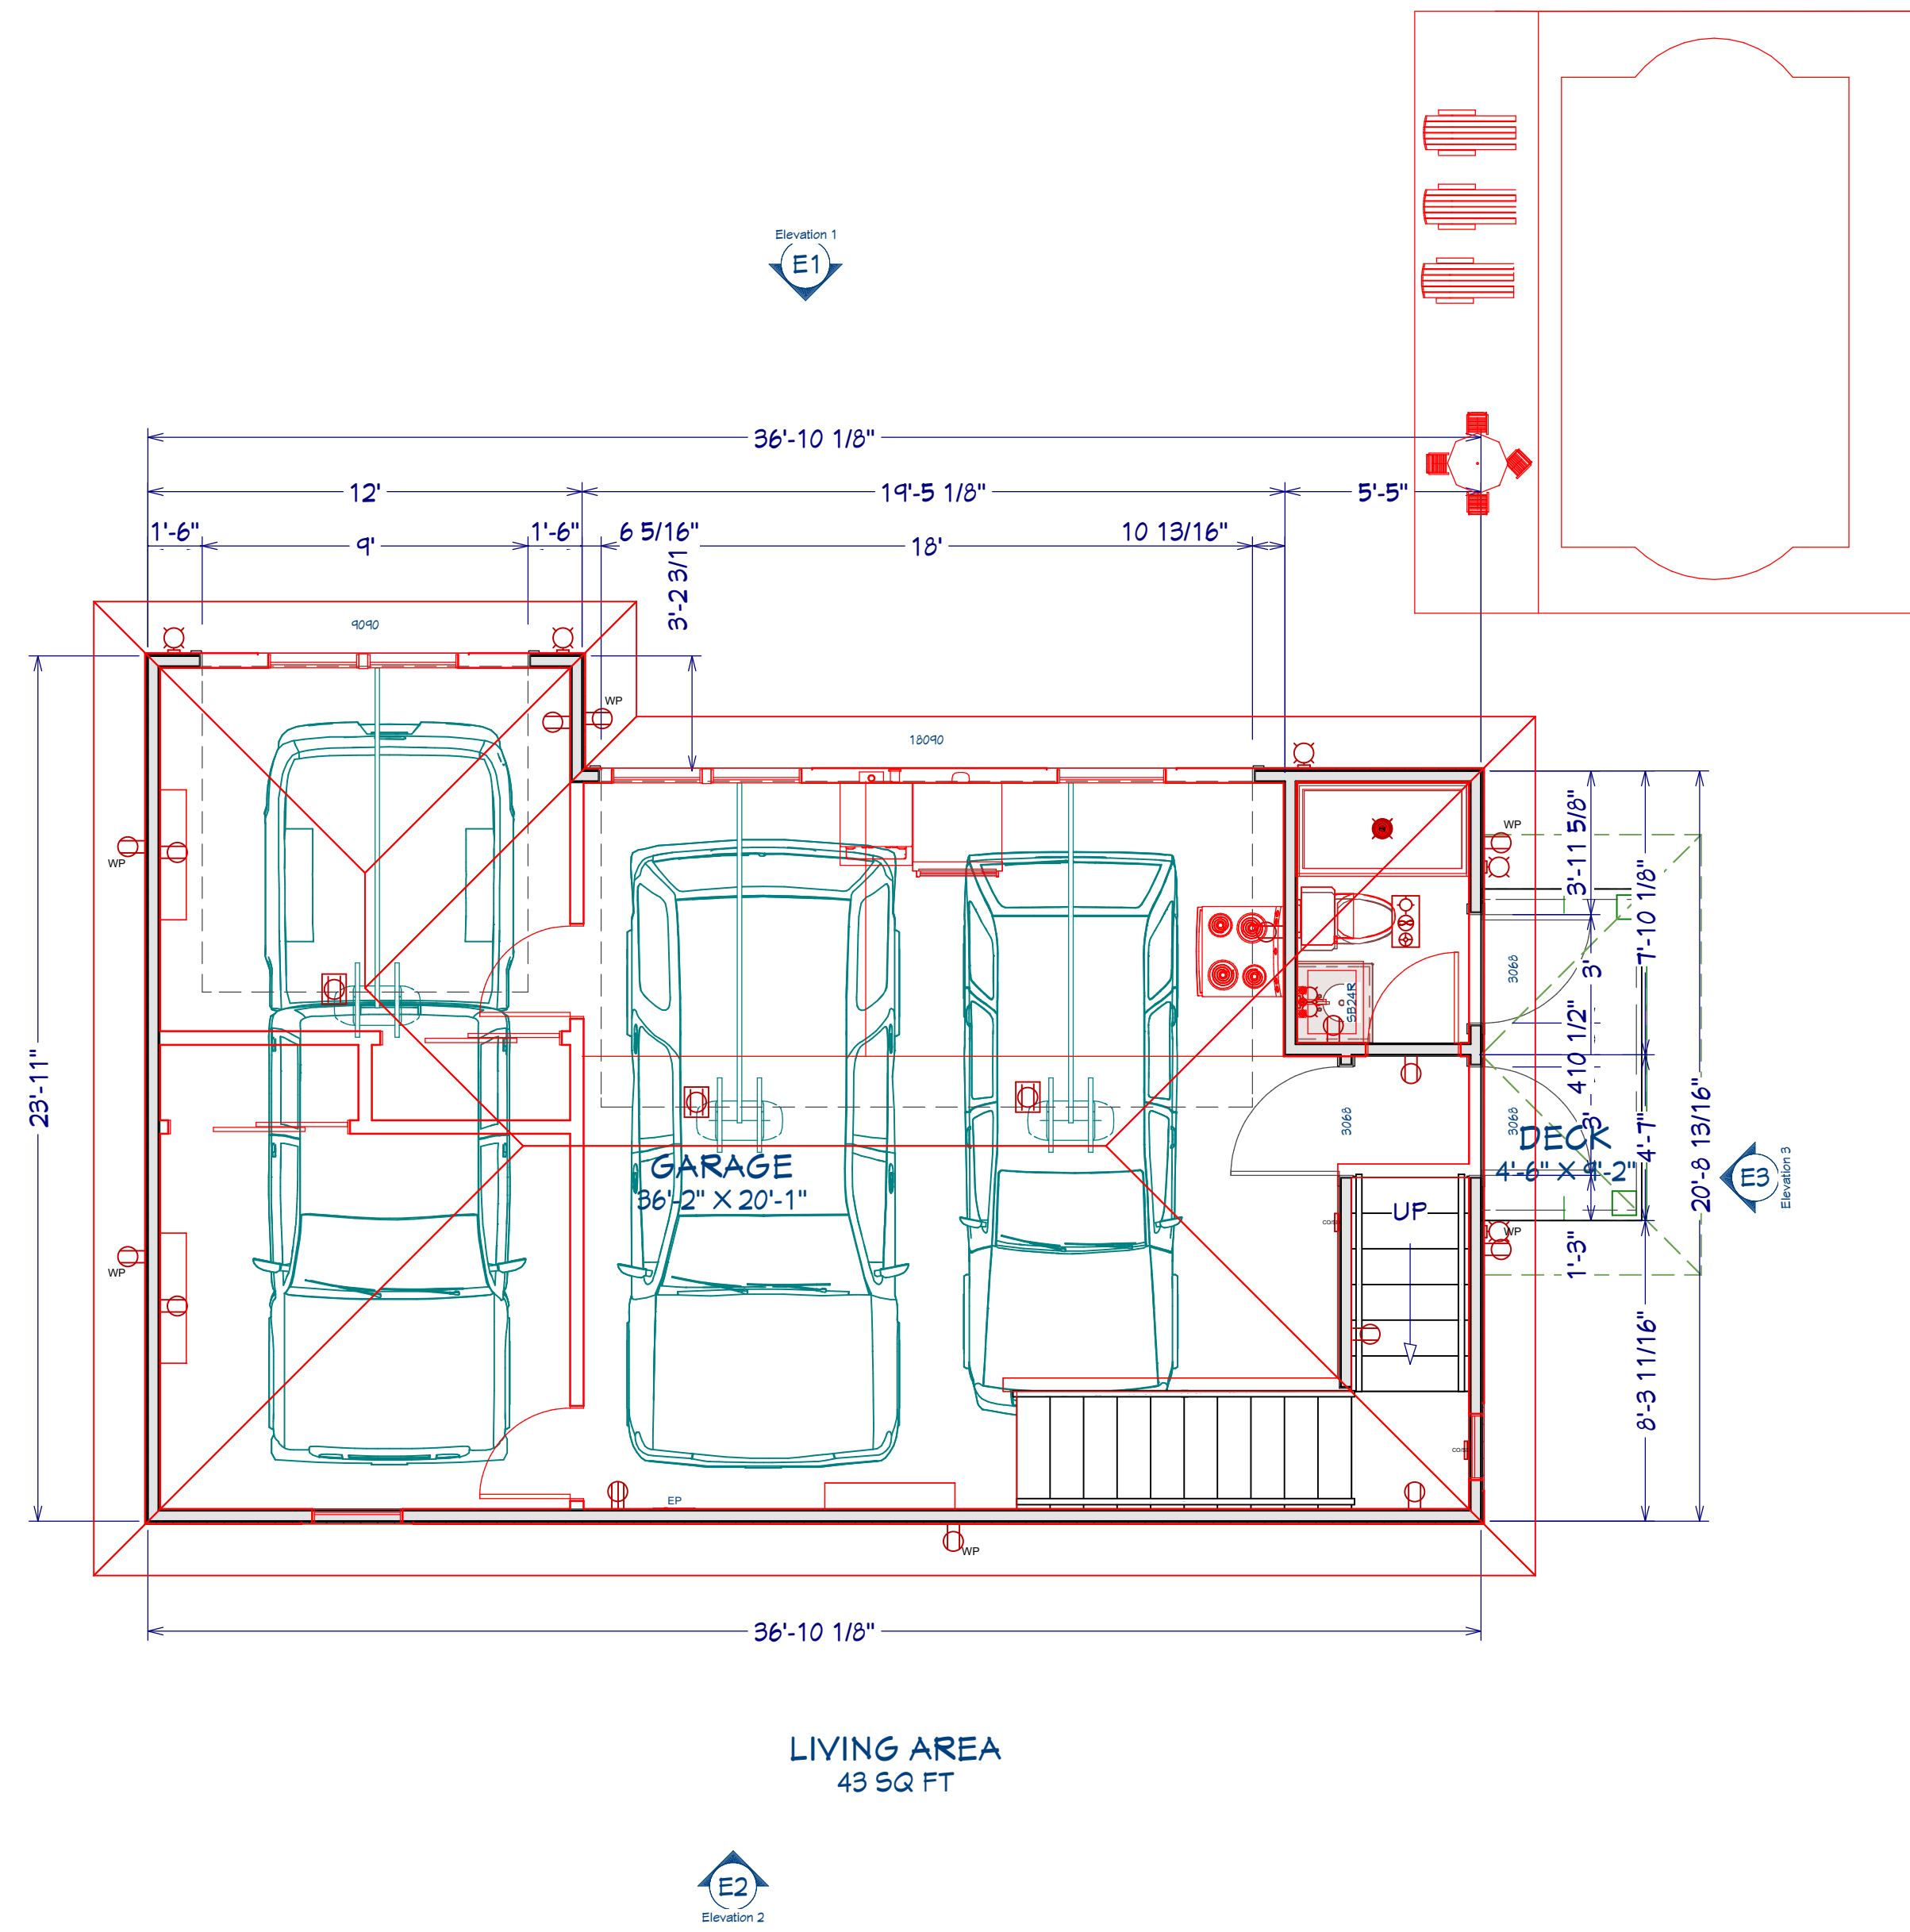 Elevation 1
E1
36'-10 1/8"
12'
19'-5 1/8"
5'-5"
1'-6"
9'
1'-6"
6 5/16"
18'
10 13/16"
3'-2 3/1
9090
18090
WP
WP
WP
WP
WP
WP
23'-11"
3'-11 5/8"
7'-10 1/8"
3068
3'
SB24R
410 1/2"
3068
3068
3'
4'-7"
20'-8 13/16"
DECK
4'-6" X 9'-2"
E3
Elevation 3
GARAGE
36'-2" X 20'-1"
UP
1'-3"
8'-3 11/16"
EP
36'-10 1/8"
LIVING AREA
43 SQ FT
E2
Elevation 2